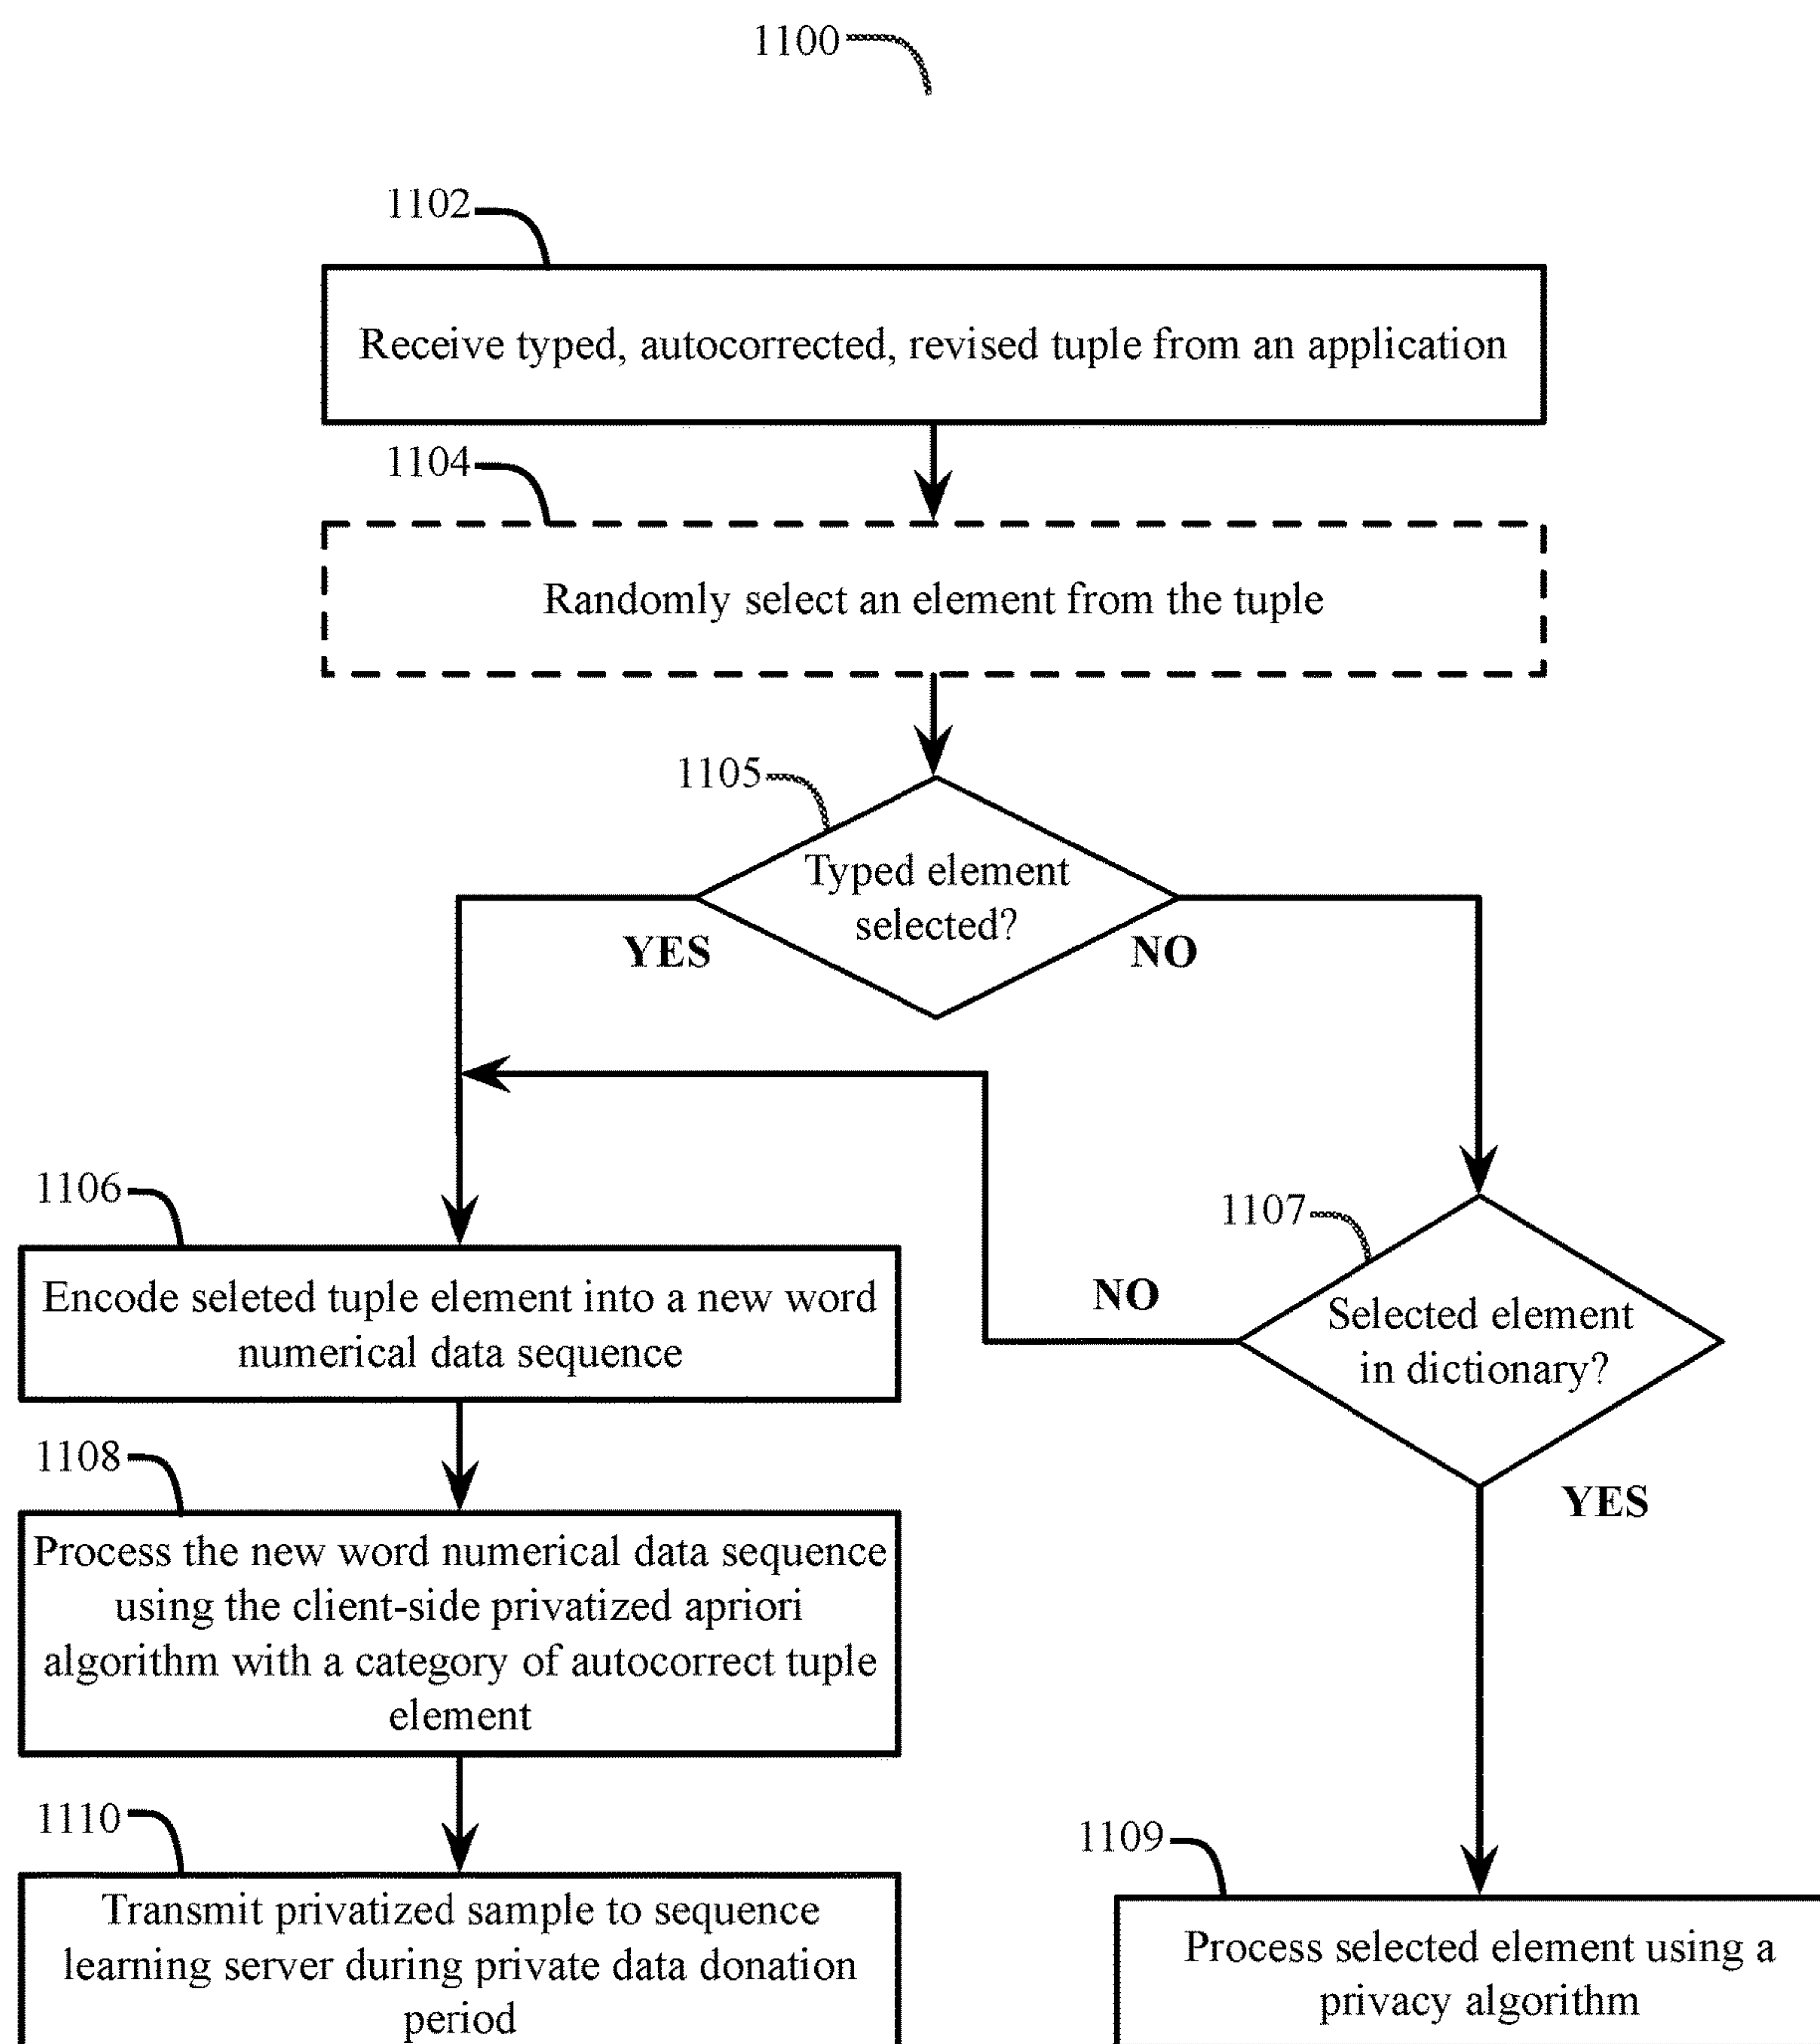 1100
1102
Receive typed, autocorrected, revised tuple from an application
1104
Randomly select an element from the tuple
1105
Typed element
selected?
YES
NO
1106
Encode seleted tuple element into a new word
numerical data sequence
1107
NO
Selected element
in dictionary?
YES
1108
Process the new word numerical data sequence
using the client-side privatized apriori
algorithm with a category of autocorrect tuple
element
1110
Transmit privatized sample to sequence
learning server during private data donation
period
1109
Process selected element using a
privacy algorithm